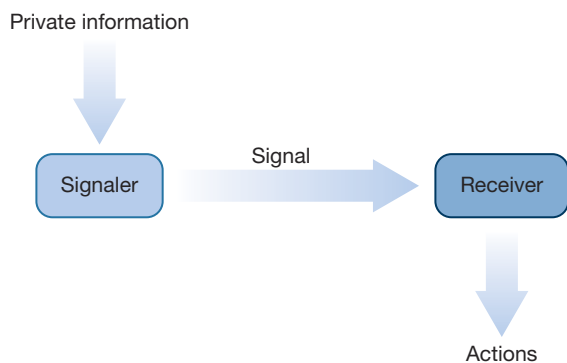 Private information
Signal
Signaler
Receiver
Actions